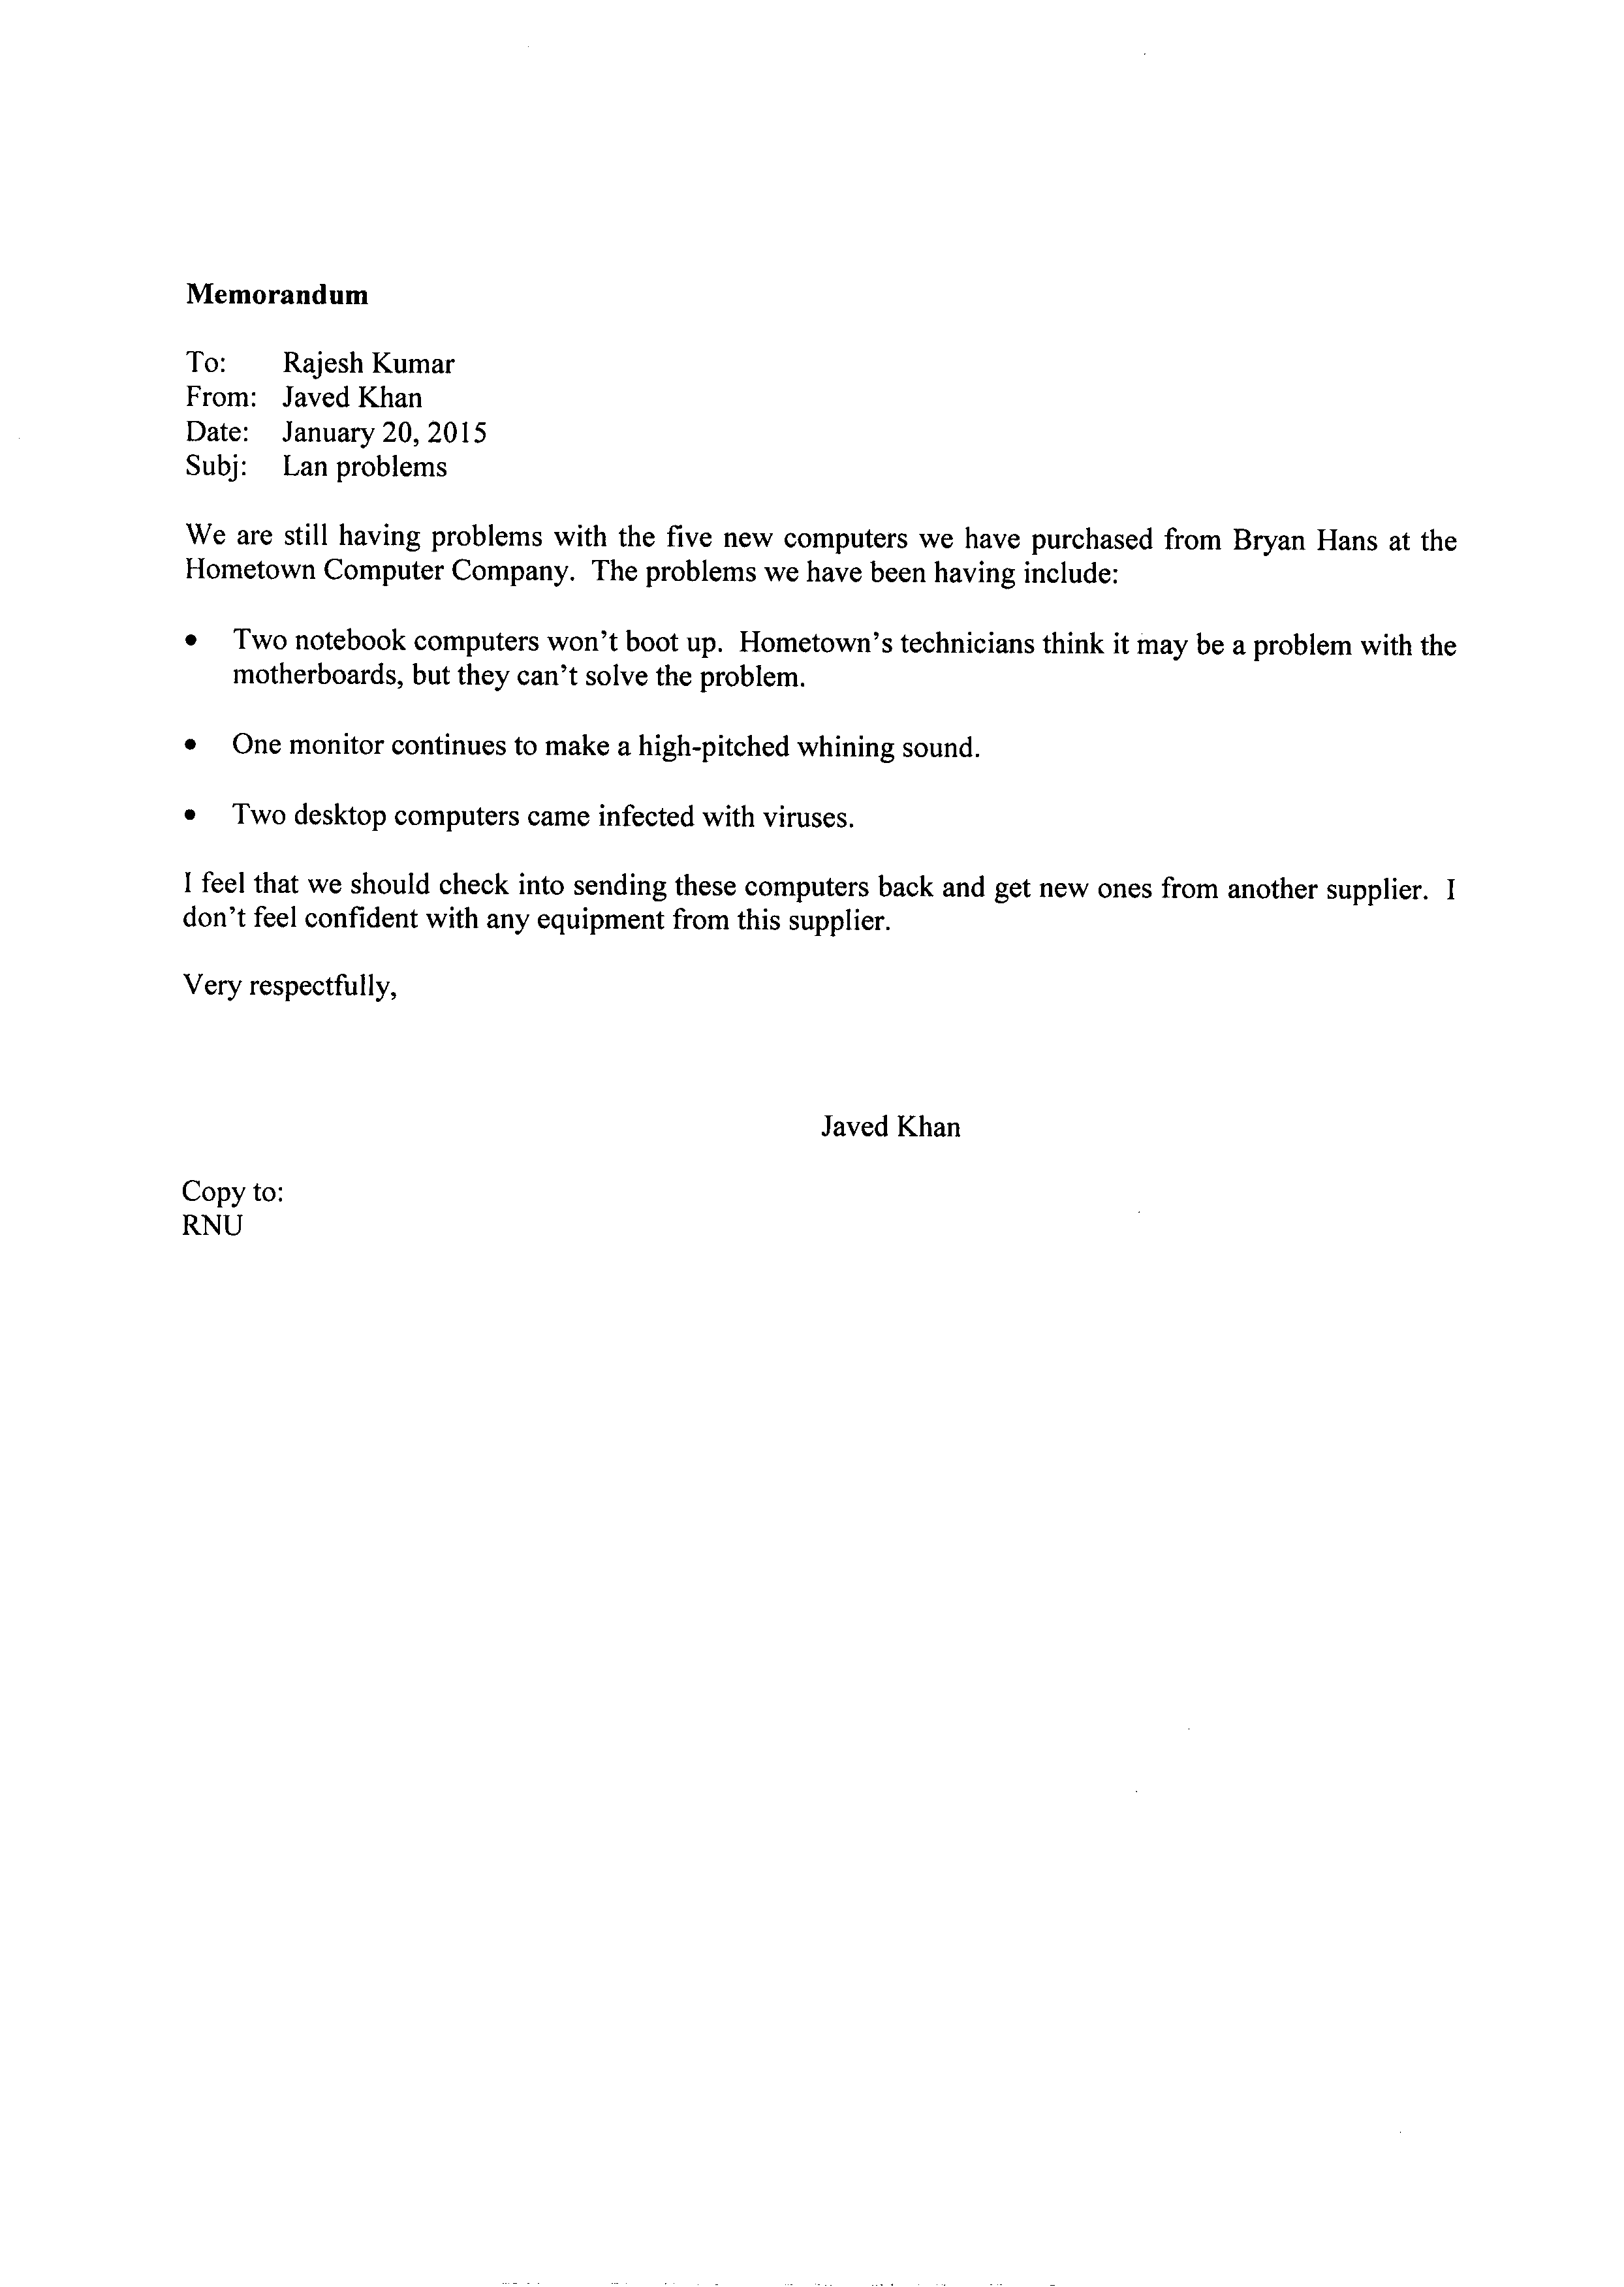 Memorandum
To: Rajesh Kumar
From: Javed Khan
Date: January 20, 2015
Subj: Lan problems
We are still having problems with the five new computers we have purchased from Bryan Hans at the
Hometown Computer Company. The problems we have been having include:
• Two notebook computers won't boot up. Hometown's technicians think it may be a problem with the
motherboards, but they can't solve the problem.
• One monitor continues to make a high-pitched whining sound.
• Two desktop computers came infected with viruses.
I feel that we should check into sending these computers back and get new ones from another supplier. I
don't feel confident with any equipment from this supplier.
Very respectfully,
Javed Khan
Copy to:
RNU